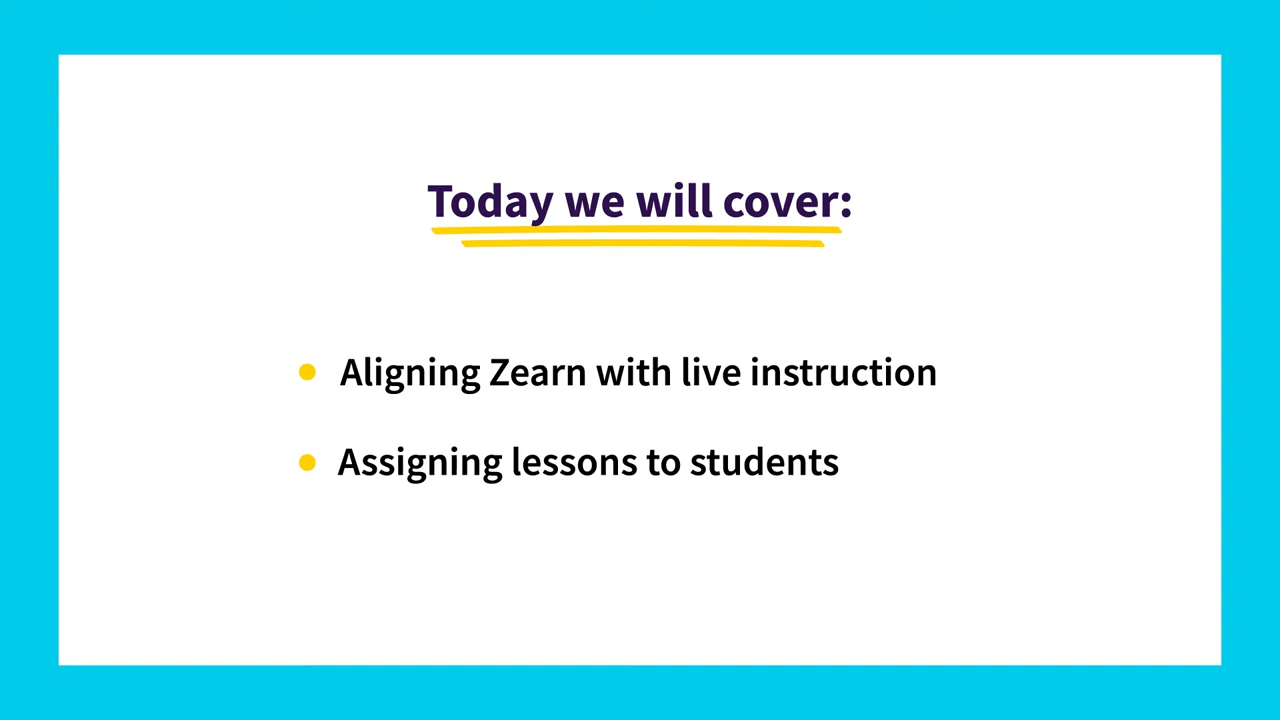 Today we will cover:
Aligning Zearn with live instruction
Assigning lessons to students